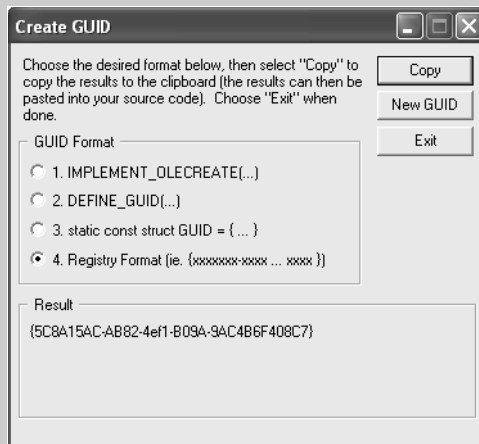 Create GUID
Choose the desired format below, then select "Copy" to
copy the results to the clipboard (the results can then be
pasted into your source code). Choose "Exit" when
done.
Copy
New GUID
Exit
GUID Format
1. IMPLEMENT_OLECREATE(...)
2. DEFINE_GUID(...)
3. static const struct GUID = { ... }
4. Registry Format (ie. {xxxxxxx-xxxx ... xxxx })
Result
{5C8A15AC-AB82-4ef1-B09A-9AC4B6F408C7}